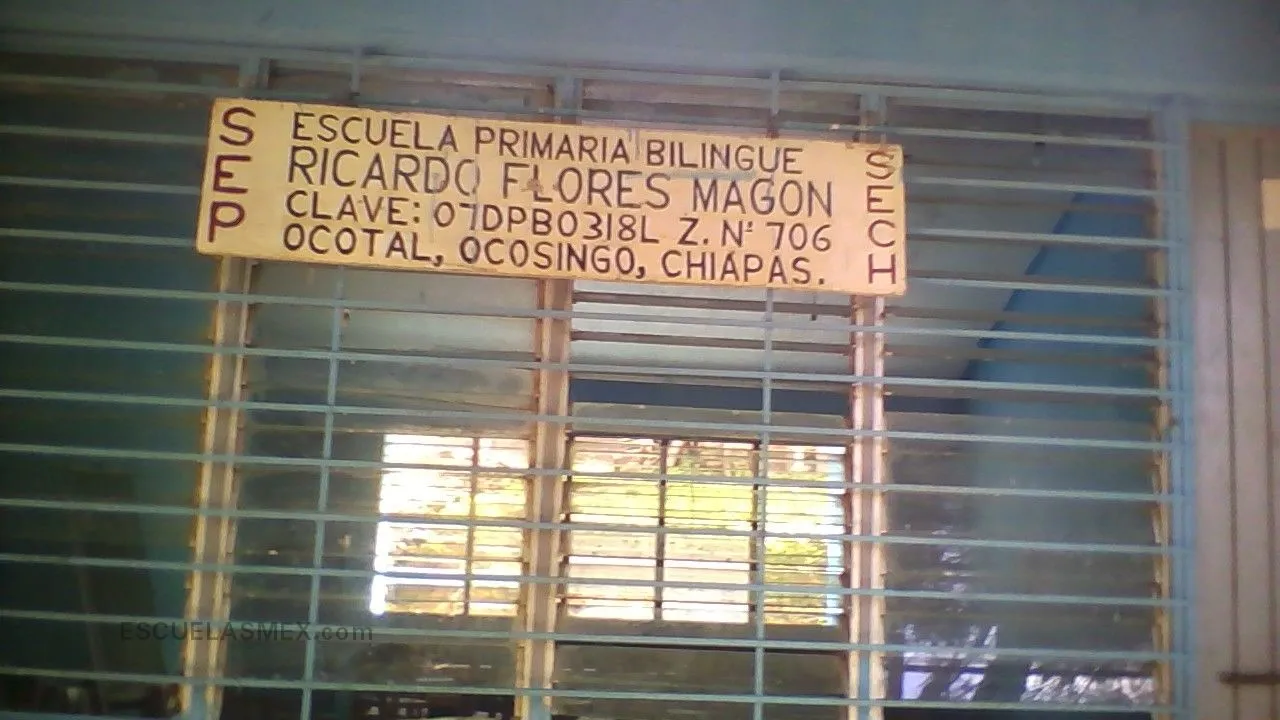 SEP
ESCUELA PRIMARIA BILINGUE
RICARDO FLORES MAGON
CLAVE: 07DPB0318L Z. Nº 706
OCOTAL, OCOSINGO, CHIAPAS.
SECH
ESCUELASMEX.com